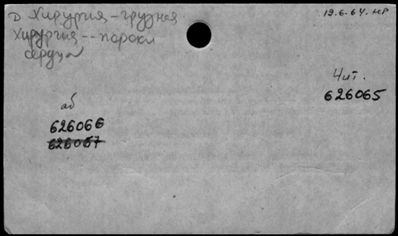 Д Хирургия - грудная
19.6.64. НР
Хирургия -- пороки
сердца
Чит.
626065
аб
626066
626067